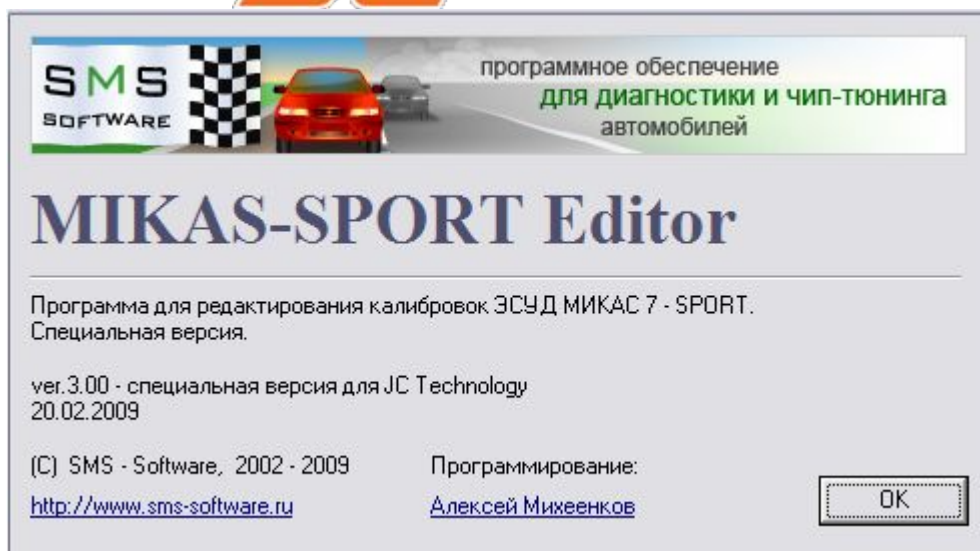 SMS
SOFTWARE
программное обеспечение
для диагностики и чип-тюнинга
автомобилей
MIKAS-SPORT Editor
Программа для редактирования калибровок ЭСУД МИКАС 7 - SPORT.
Специальная версия.
ver.3.00 - специальная версия для JC Technology
20.02.2009
(C) SMS - Software, 2002 - 2009
Программирование:
http://www.sms-software.ru
Алексей Михеенков
OK